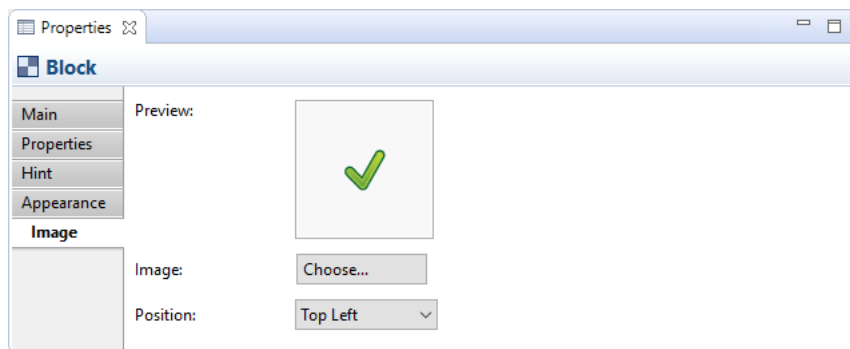 Properties
Block
Main
Properties
Hint
Appearance
Image
Preview:
Image:
Choose...
Position:
Top Left